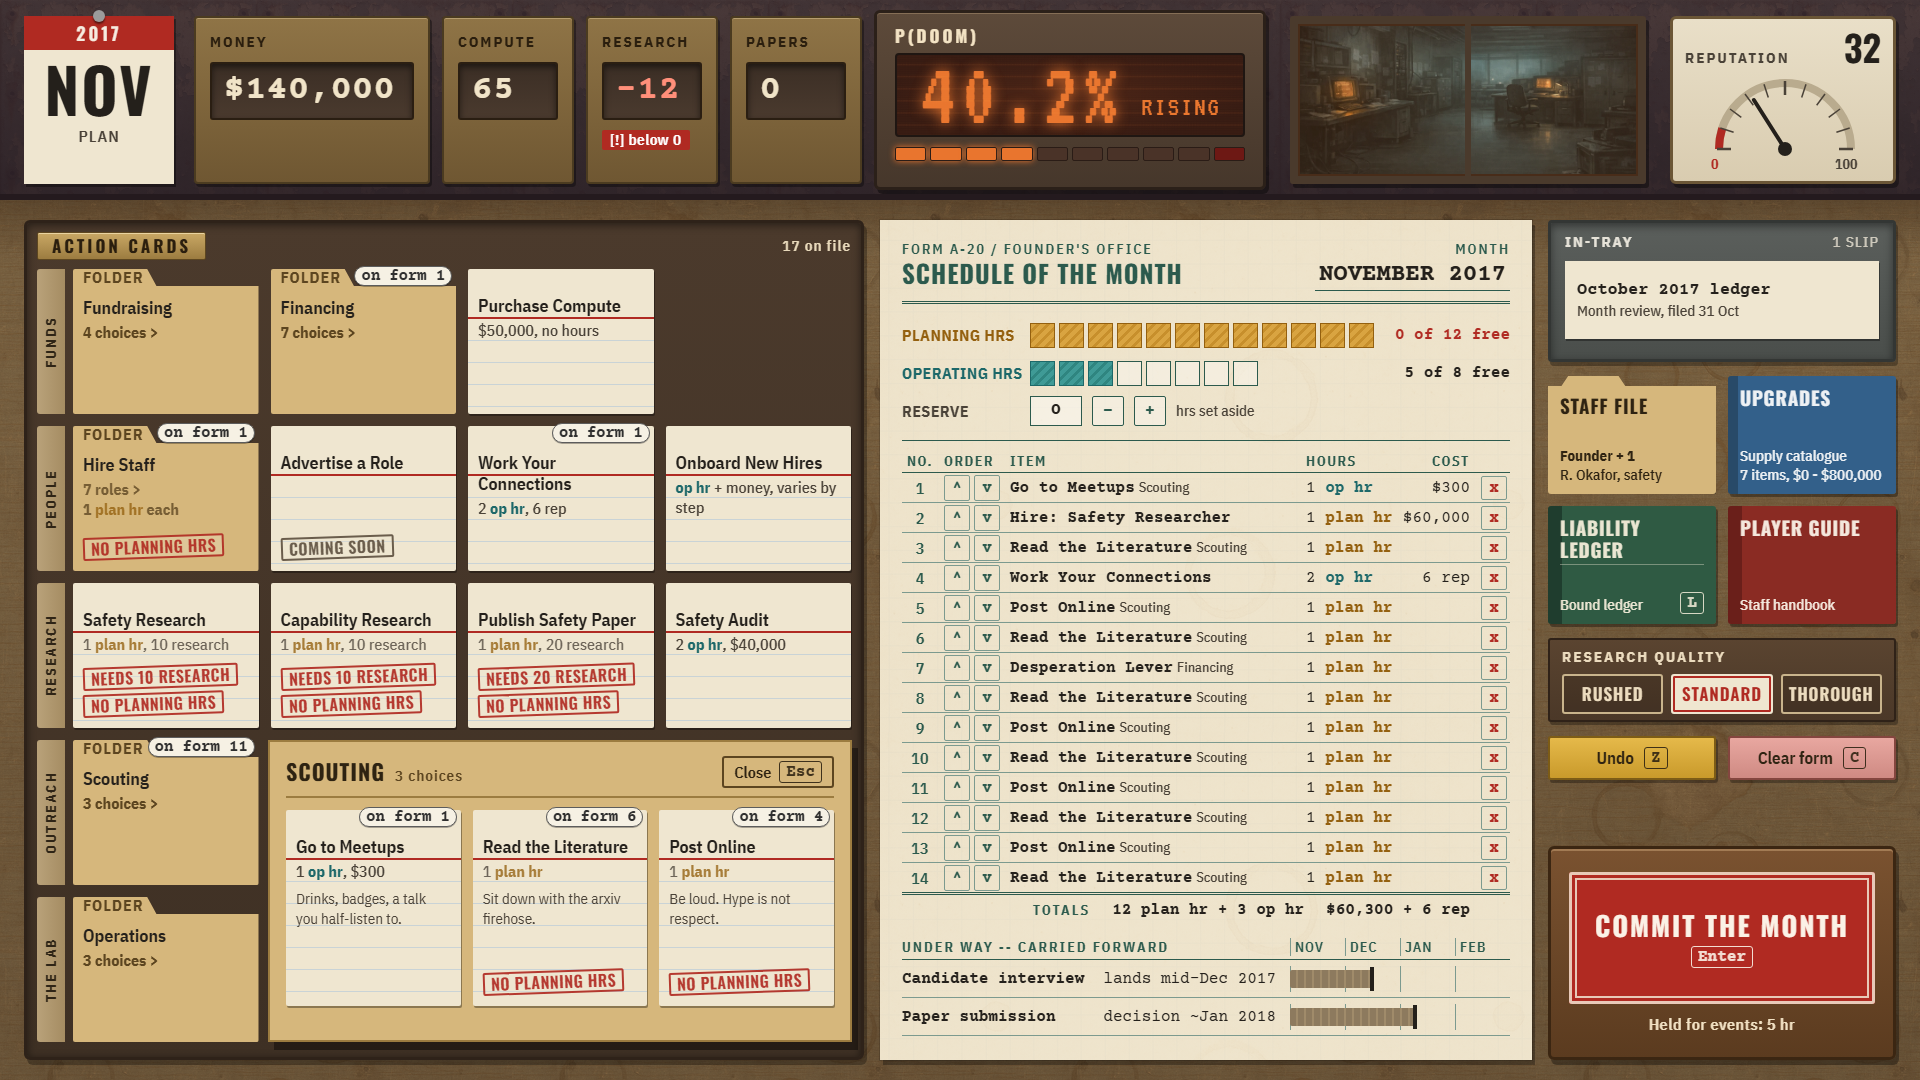 2017
NOV
PLAN
MONEY
$140,000
COMPUTE
65
RESEARCH
-12
[!] below 0
PAPERS
0
P(DOOM)
40.2% RISING
REPUTATION 32
0 100
ACTION CARDS
17 on file
FUNDS
FOLDER
Fundraising
4 choices >
FOLDER
on form 1
Financing
7 choices >
Purchase Compute
$50,000, no hours
PEOPLE
FOLDER
on form 1
Hire Staff
7 roles >
1 plan hr each
NO PLANNING HRS
Advertise a Role
COMING SOON
on form 1
Work Your
Connections
2 op hr, 6 rep
Onboard New Hires
op hr + money, varies by
step
RESEARCH
Safety Research
1 plan hr, 10 research
NEEDS 10 RESEARCH
NO PLANNING HRS
Capability Research
1 plan hr, 10 research
NEEDS 10 RESEARCH
NO PLANNING HRS
Publish Safety Paper
1 plan hr, 20 research
NEEDS 20 RESEARCH
NO PLANNING HRS
Safety Audit
2 op hr, $40,000
OUTREACH
FOLDER
on form 11
Scouting
3 choices >
THE LAB
FOLDER
Operations
3 choices >
SCOUTING 3 choices
Close Esc
on form 1
Go to Meetups
1 op hr, $300
Drinks, badges, a talk
you half-listen to.
on form 6
Read the Literature
1 plan hr
Sit down with the arxiv
firehose.
NO PLANNING HRS
on form 4
Post Online
1 plan hr
Be loud. Hype is not
respect.
NO PLANNING HRS
FORM A-20 / FOUNDER'S OFFICE
SCHEDULE OF THE MONTH
MONTH
NOVEMBER 2017
PLANNING HRS 0 of 12 free
OPERATING HRS 5 of 8 free
RESERVE 0 - + hrs set aside
NO. ORDER ITEM HOURS COST
1 ^ v Go to Meetups Scouting 1 op hr $300 x
2 ^ v Hire: Safety Researcher 1 plan hr $60,000 x
3 ^ v Read the Literature Scouting 1 plan hr x
4 ^ v Work Your Connections 2 op hr 6 rep x
5 ^ v Post Online Scouting 1 plan hr x
6 ^ v Read the Literature Scouting 1 plan hr x
7 ^ v Desperation Lever Financing 1 plan hr x
8 ^ v Read the Literature Scouting 1 plan hr x
9 ^ v Post Online Scouting 1 plan hr x
10 ^ v Read the Literature Scouting 1 plan hr x
11 ^ v Post Online Scouting 1 plan hr x
12 ^ v Read the Literature Scouting 1 plan hr x
13 ^ v Post Online Scouting 1 plan hr x
14 ^ v Read the Literature Scouting 1 plan hr x
TOTALS 12 plan hr + 3 op hr $60,300 + 6 rep
UNDER WAY -- CARRIED FORWARD NOV DEC JAN FEB
Candidate interview lands mid-Dec 2017
Paper submission decision ~Jan 2018
IN-TRAY 1 SLIP
October 2017 ledger
Month review, filed 31 Oct
STAFF FILE
Founder + 1
R. Okafor, safety
UPGRADES
Supply catalogue
7 items, $0 - $800,000
LIABILITY
LEDGER
Bound ledger L
PLAYER GUIDE
Staff handbook
RESEARCH QUALITY
RUSHED STANDARD THOROUGH
Undo Z
Clear form C
COMMIT THE MONTH
Enter
Held for events: 5 hr